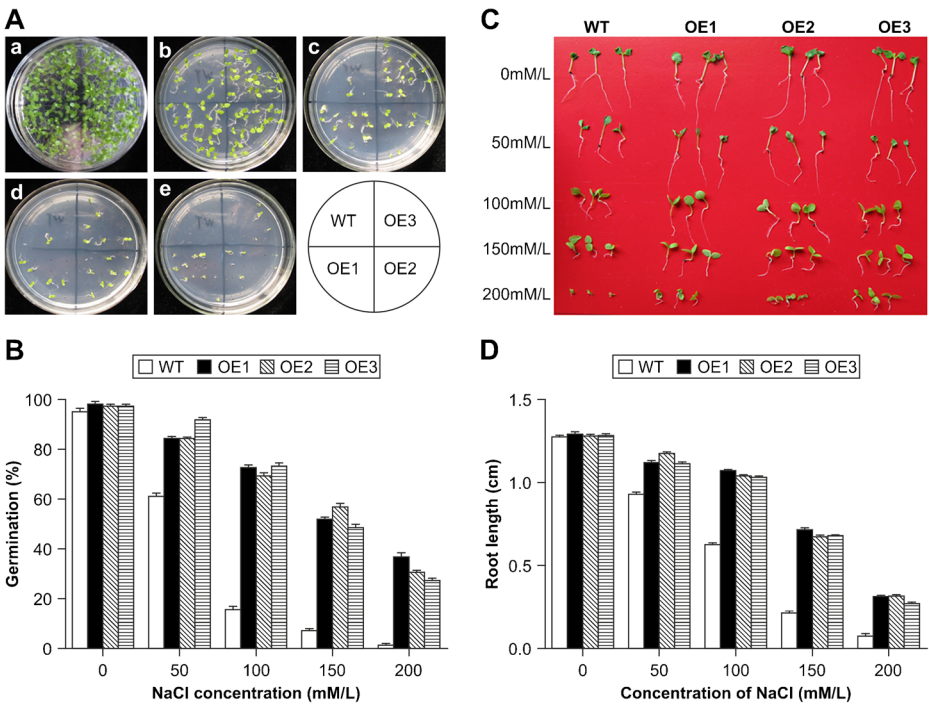 A
a
b
c
d
e
WT OE3
OE1 OE2
C
WT OE1 OE2 OE3
0mM/L
50mM/L
100mM/L
150mM/L
200mM/L
B
WT OE1 OE2 OE3
Germination (%)
100
80
60
40
20
0
0 50 100 150 200
NaCl concentration (mM/L)
D
WT OE1 OE2 OE3
Root length (cm)
1.5
1.0
0.5
0.0
0 50 100 150 200
Concentration of NaCl (mM/L)